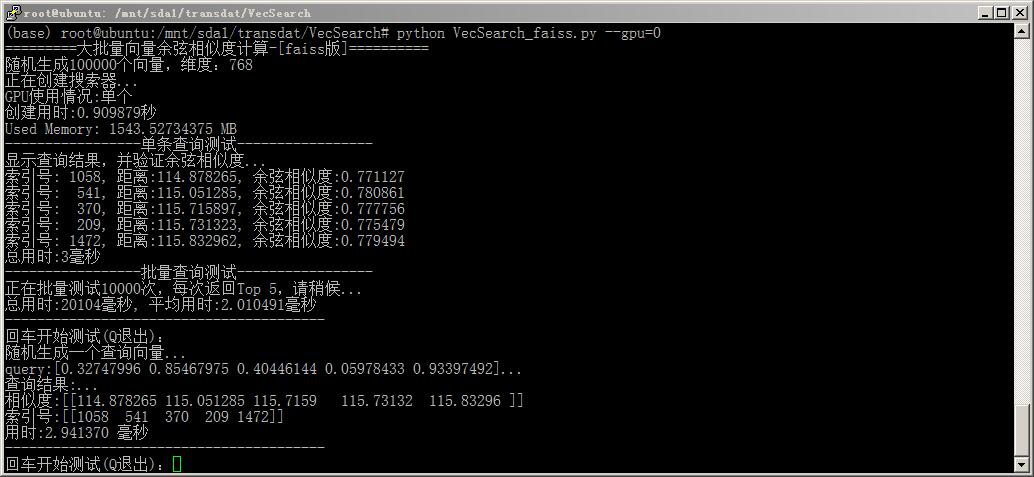 root@ubuntu: /mnt/sda1/transdat/VecSearch
(base) root@ubuntu:/mnt/sda1/transdat/VecSearch# python VecSearch_faiss.py --gpu=0
=========大批量向量余弦相似度计算-[faiss版]==========
随机生成100000个向量，维度：768
正在创建搜索器...
GPU使用情况:单个
创建用时:0.909879秒
Used Memory: 1543.52734375 MB
-----------------单条查询测试-----------------
显示查询结果，并验证余弦相似度...
索引号: 1058, 距离:114.878265, 余弦相似度:0.771127
索引号:  541, 距离:115.051285, 余弦相似度:0.780861
索引号:  370, 距离:115.715897, 余弦相似度:0.777756
索引号:  209, 距离:115.731323, 余弦相似度:0.775479
索引号: 1472, 距离:115.832962, 余弦相似度:0.779494
总用时:3毫秒
-----------------批量查询测试-----------------
正在批量测试10000次，每次返回Top 5，请稍候...
总用时:20104毫秒, 平均用时:2.010491毫秒
----------------------------------------
回车开始测试(Q退出)：
随机生成一个查询向量...
query:[0.32747996 0.85467975 0.40446144 0.05978433 0.93397492]...
查询结果:...
相似度:[[114.878265 115.051285 115.7159   115.73132  115.83296 ]]
索引号:[[1058  541  370  209 1472]]
用时:2.941370 毫秒
----------------------------------------
回车开始测试(Q退出)：